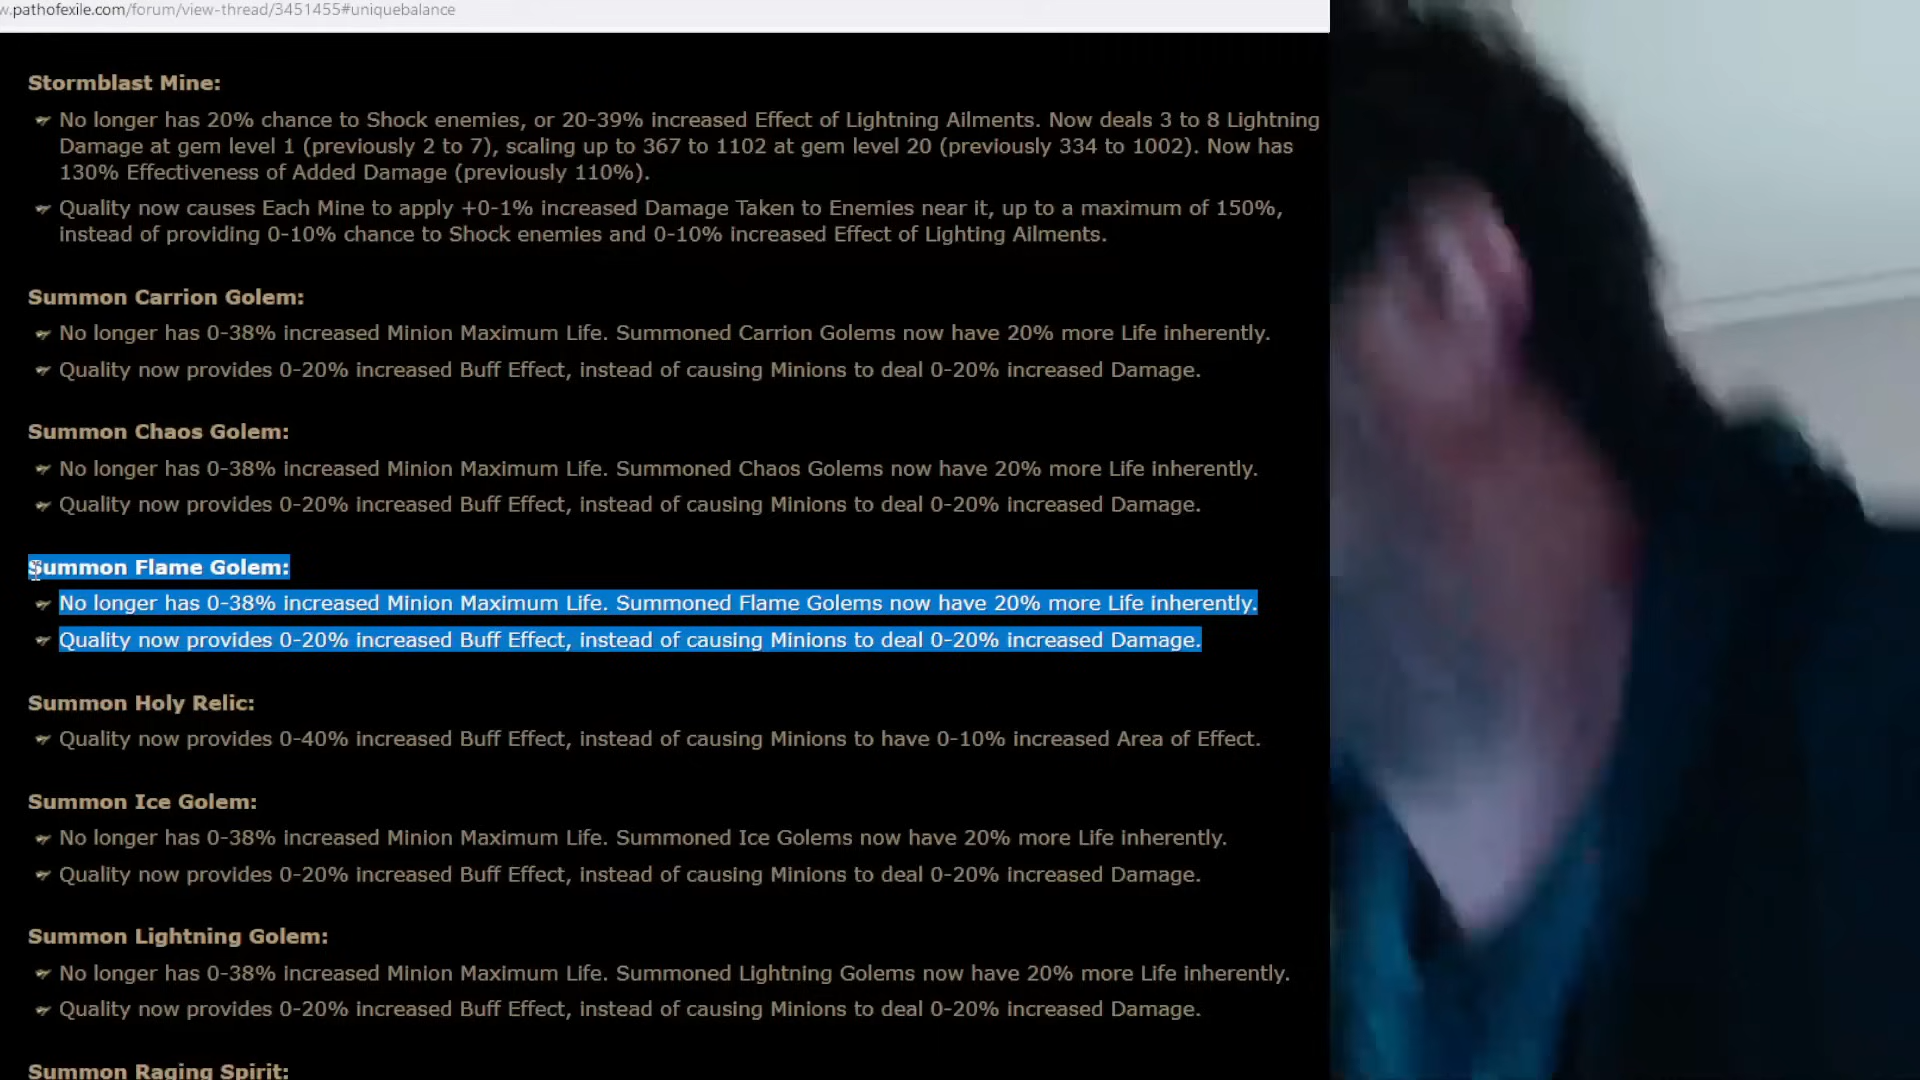 w.pathofexile.com/forum/view-thread/3451455#uniquebalance
Stormblast Mine:
No longer has 20% chance to Shock enemies, or 20-39% increased Effect of Lightning Ailments. Now deals 3 to 8 Lightning
Damage at gem level 1 (previously 2 to 7), scaling up to 367 to 1102 at gem level 20 (previously 334 to 1002). Now has
130% Effectiveness of Added Damage (previously 110%).
Quality now causes Each Mine to apply +0-1% increased Damage Taken to Enemies near it, up to a maximum of 150%,
instead of providing 0-10% chance to Shock enemies and 0-10% increased Effect of Lighting Ailments.
Summon Carrion Golem:
No longer has 0-38% increased Minion Maximum Life. Summoned Carrion Golems now have 20% more Life inherently.
Quality now provides 0-20% increased Buff Effect, instead of causing Minions to deal 0-20% increased Damage.
Summon Chaos Golem:
No longer has 0-38% increased Minion Maximum Life. Summoned Chaos Golems now have 20% more Life inherently.
Quality now provides 0-20% increased Buff Effect, instead of causing Minions to deal 0-20% increased Damage.
Summon Flame Golem:
No longer has 0-38% increased Minion Maximum Life. Summoned Flame Golems now have 20% more Life inherently.
Quality now provides 0-20% increased Buff Effect, instead of causing Minions to deal 0-20% increased Damage.
Summon Holy Relic:
Quality now provides 0-40% increased Buff Effect, instead of causing Minions to have 0-10% increased Area of Effect.
Summon Ice Golem:
No longer has 0-38% increased Minion Maximum Life. Summoned Ice Golems now have 20% more Life inherently.
Quality now provides 0-20% increased Buff Effect, instead of causing Minions to deal 0-20% increased Damage.
Summon Lightning Golem:
No longer has 0-38% increased Minion Maximum Life. Summoned Lightning Golems now have 20% more Life inherently.
Quality now provides 0-20% increased Buff Effect, instead of causing Minions to deal 0-20% increased Damage.
Summon Raging Spirit: